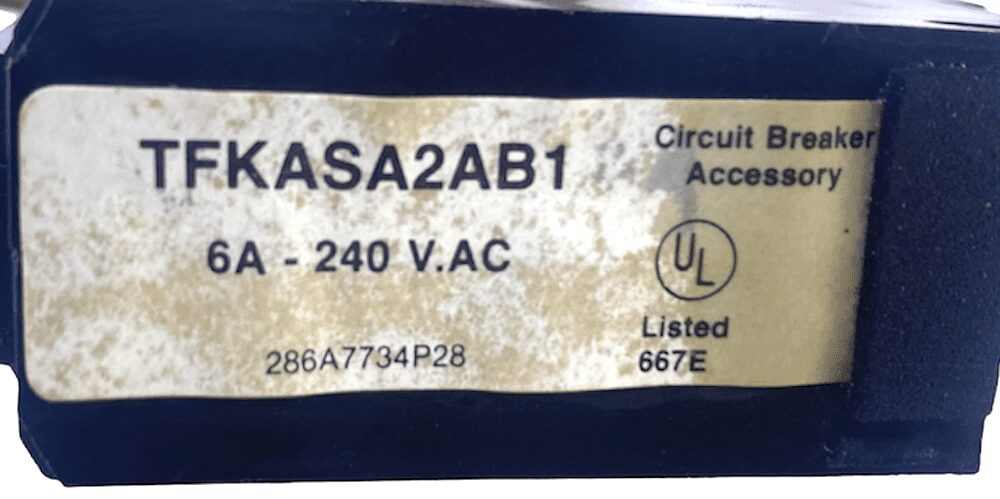 TFKASA2AB1
6A - 240 V.AC
286A7734P28
Circuit Breaker
Accessory
UL
Listed
667E